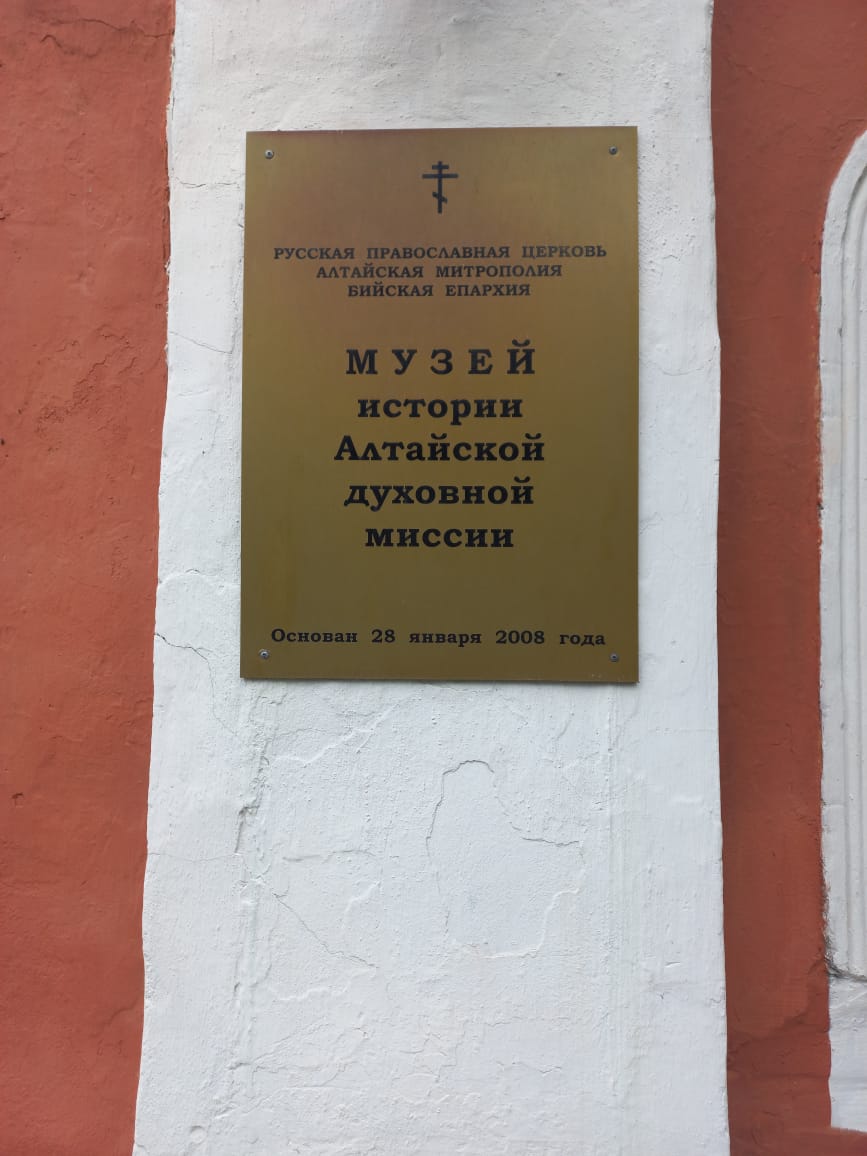 РУССКАЯ ПРАВОСЛАВНАЯ ЦЕРКОВЬ
АЛТАЙСКАЯ МИТРОПОЛИЯ
БИЙСКАЯ ЕПАРХИЯ
МУЗЕЙ
истории
Алтайской
духовной
миссии
Основан 28 января 2008 года